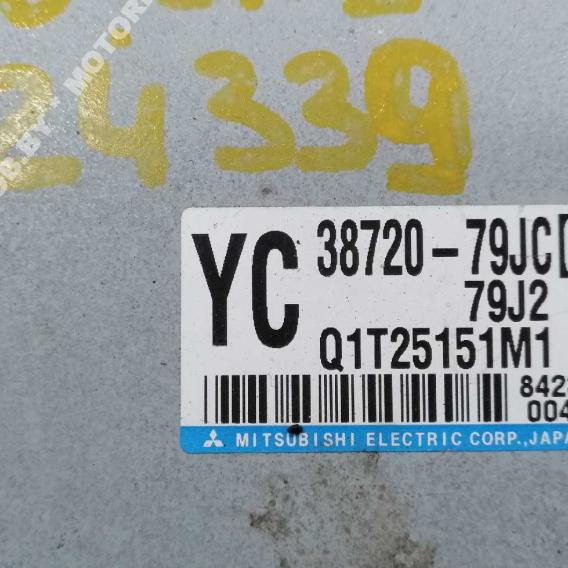 24339
YC
38720-79JC
79J2
Q1T25151M1
842
004
MITSUBISHI ELECTRIC CORP., JAPA